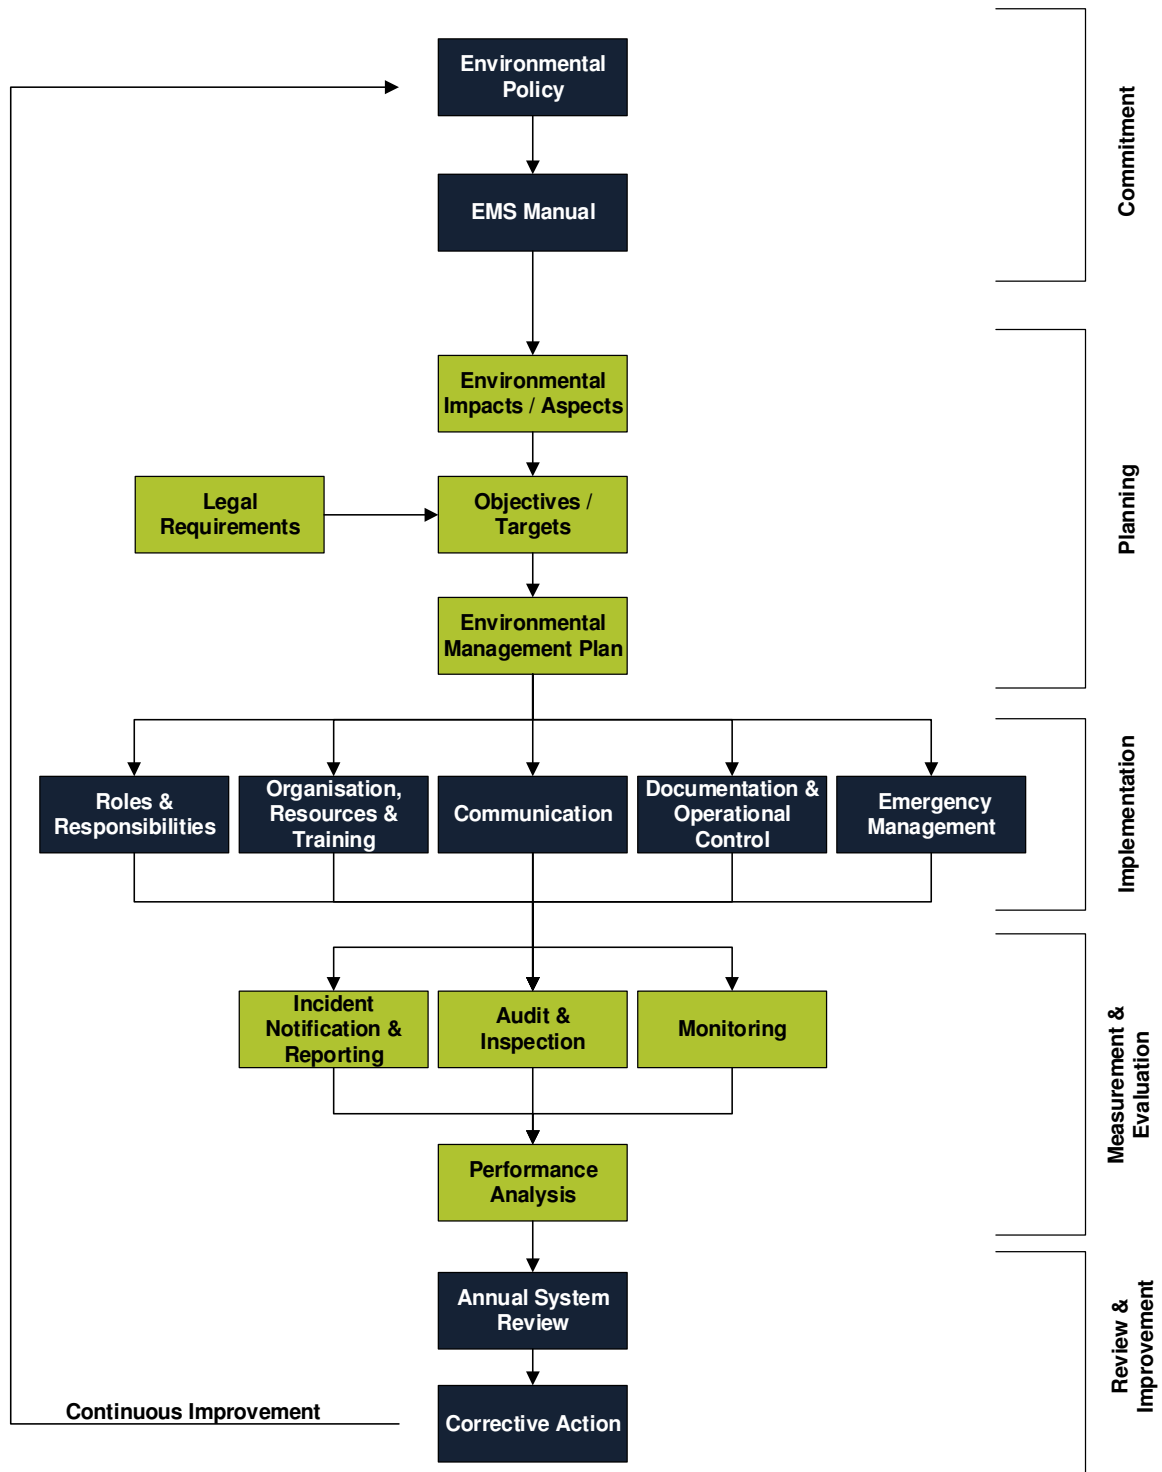 Environmental
Policy
Commitment
EMS Manual
Environmental
Impacts / Aspects
Legal
Requirements
Objectives /
Targets
Planning
Environmental
Management Plan
Roles &
Responsibilities
Organisation,
Resources &
Training
Communication
Documentation &
Operational
Control
Emergency
Management
Implementation
Incident
Notification &
Reporting
Audit &
Inspection
Monitoring
Measurement &
Evaluation
Performance
Analysis
Annual System
Review
Review &
Improvement
Continuous Improvement
Corrective Action